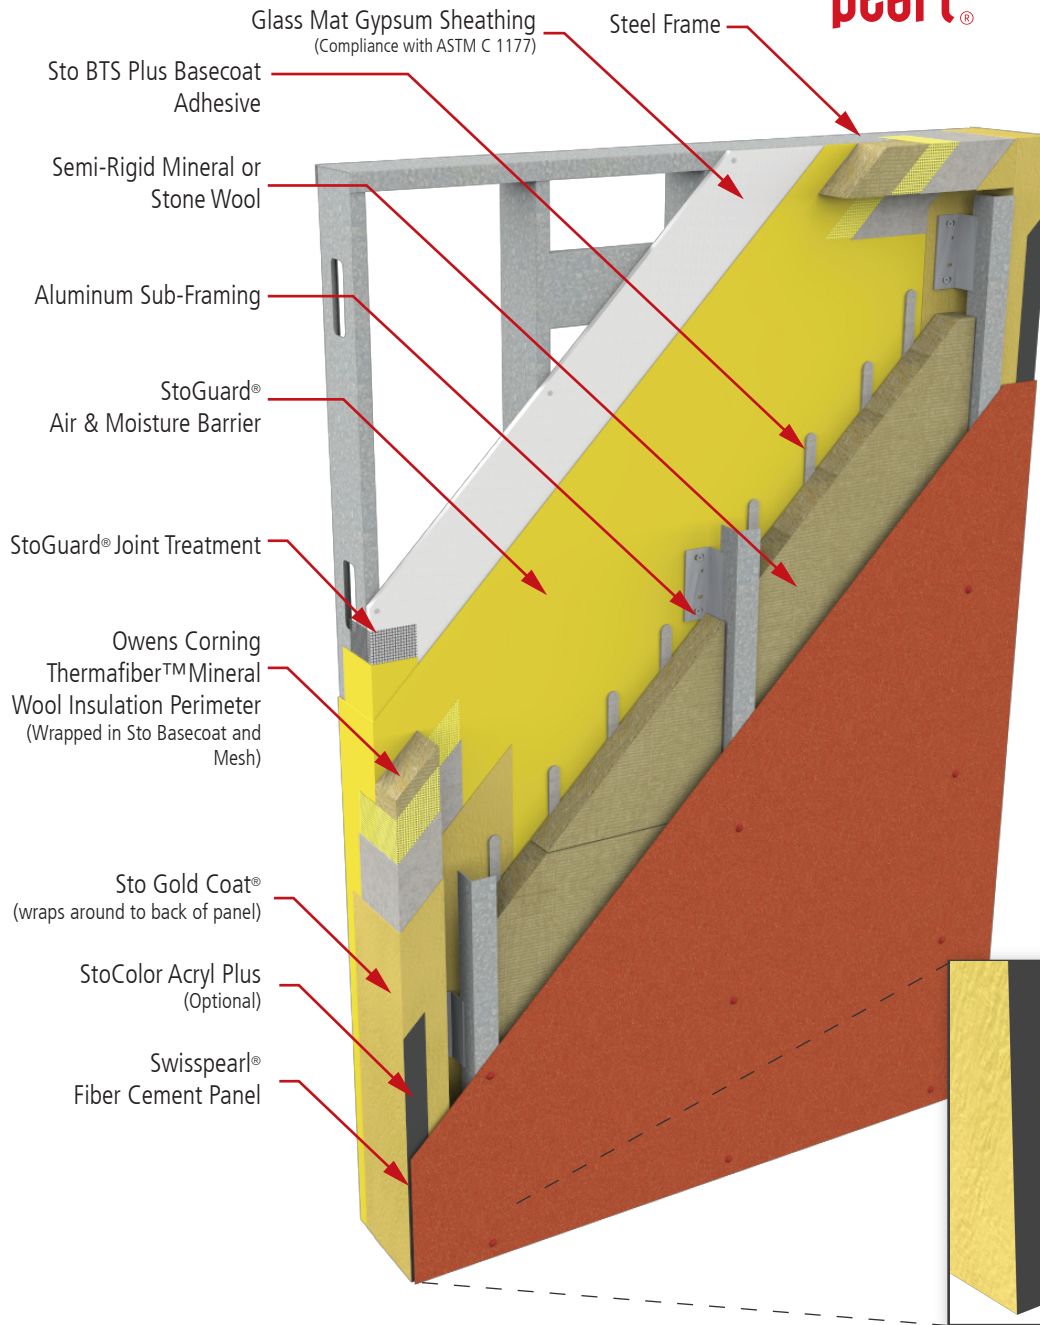 pearl®
Glass Mat Gypsum Sheathing
(Compliance with ASTM C 1177)
Steel Frame
Sto BTS Plus Basecoat
Adhesive
Semi-Rigid Mineral or
Stone Wool
Aluminum Sub-Framing
StoGuard®
Air & Moisture Barrier
StoGuard® Joint Treatment
Owens Corning
Thermafiber™ Mineral
Wool Insulation Perimeter
(Wrapped in Sto Basecoat and
Mesh)
Sto Gold Coat®
(wraps around to back of panel)
StoColor Acryl Plus
(Optional)
Swisspearl®
Fiber Cement Panel